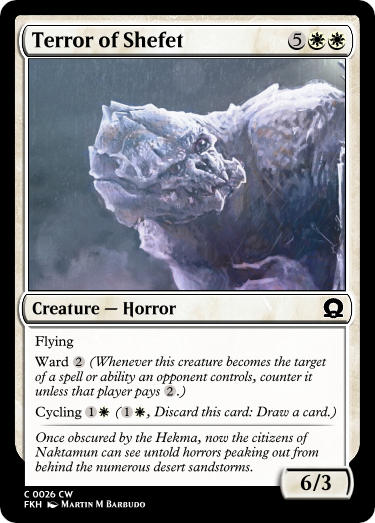 Terror of Shefet 5
Creature — Horror
Flying
Ward 2 (Whenever this creature becomes the target
of a spell or ability an opponent controls, counter it
unless that player pays 2.)
Cycling 1 (1, Discard this card: Draw a card.)
Once obscured by the Hekma, now the citizens of
Naktamun can see untold horrors peaking out from
behind the numerous desert sandstorms.
6/3
C 0026 CW
FKH Martin M Barbudo